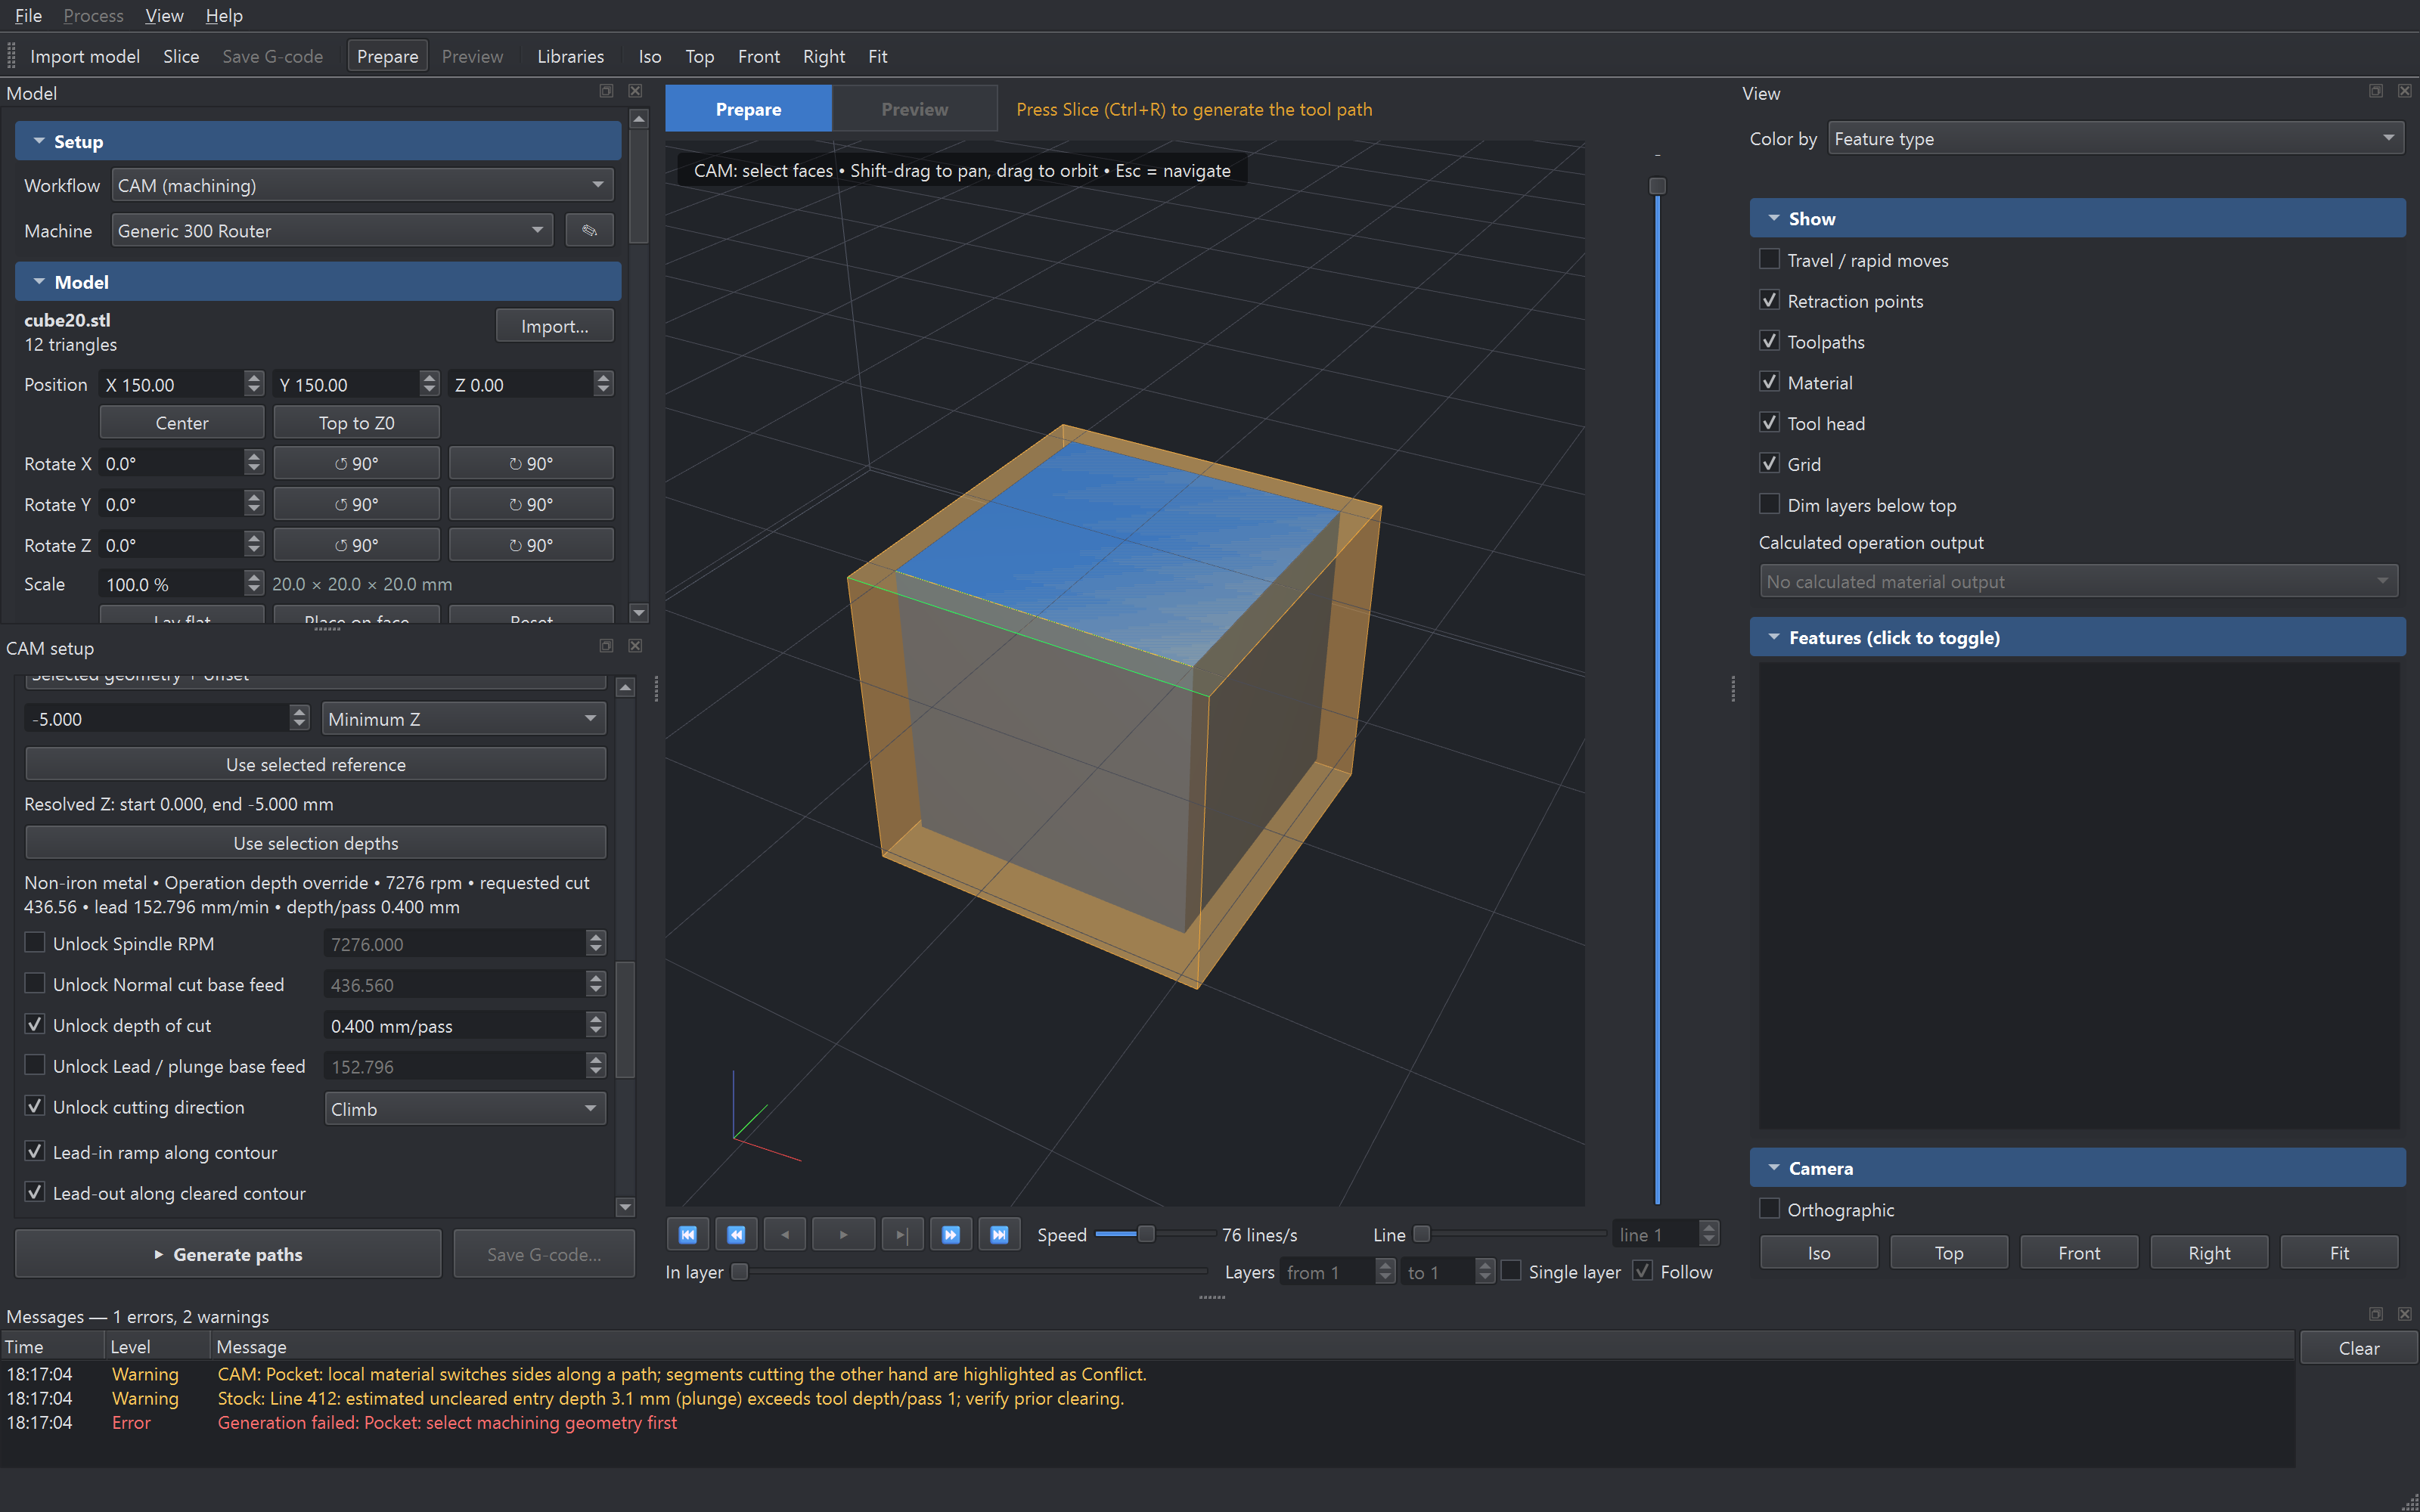 File Process View Help
Import model Slice Save G-code Prepare Preview Libraries Iso Top Front Right Fit
Model
Setup
Workflow CAM (machining)
Machine Generic 300 Router
Model
cube20.stl Import...
12 triangles
Position X 150.00 Y 150.00 Z 0.00
Center Top to Z0
Rotate X 0.0° ↺ 90° ↻ 90°
Rotate Y 0.0° ↺ 90° ↻ 90°
Rotate Z 0.0° ↺ 90° ↻ 90°
Scale 100.0 % 20.0 × 20.0 × 20.0 mm
Lay flat Place on face Reset
CAM setup
Selected geometry + offset
-5.000 Minimum Z
Use selected reference
Resolved Z: start 0.000, end -5.000 mm
Use selection depths
Non-iron metal • Operation depth override • 7276 rpm • requested cut
436.56 • lead 152.796 mm/min • depth/pass 0.400 mm
Unlock Spindle RPM 7276.000
Unlock Normal cut base feed 436.560
Unlock depth of cut 0.400 mm/pass
Unlock Lead / plunge base feed 152.796
Unlock cutting direction Climb
Lead-in ramp along contour
Lead-out along cleared contour
Generate paths Save G-code...
Prepare Preview Press Slice (Ctrl+R) to generate the tool path
CAM: select faces • Shift-drag to pan, drag to orbit • Esc = navigate
Speed 76 lines/s Line line 1
In layer Layers from 1 to 1 Single layer Follow
View
Color by Feature type
Show
Travel / rapid moves
Retraction points
Toolpaths
Material
Tool head
Grid
Dim layers below top
Calculated operation output
No calculated material output
Features (click to toggle)
Camera
Orthographic
Iso Top Front Right Fit
Messages — 1 errors, 2 warnings
Time Level Message Clear
18:17:04 Warning CAM: Pocket: local material switches sides along a path; segments cutting the other hand are highlighted as Conflict.
18:17:04 Warning Stock: Line 412: estimated uncleared entry depth 3.1 mm (plunge) exceeds tool depth/pass 1; verify prior clearing.
18:17:04 Error Generation failed: Pocket: select machining geometry first